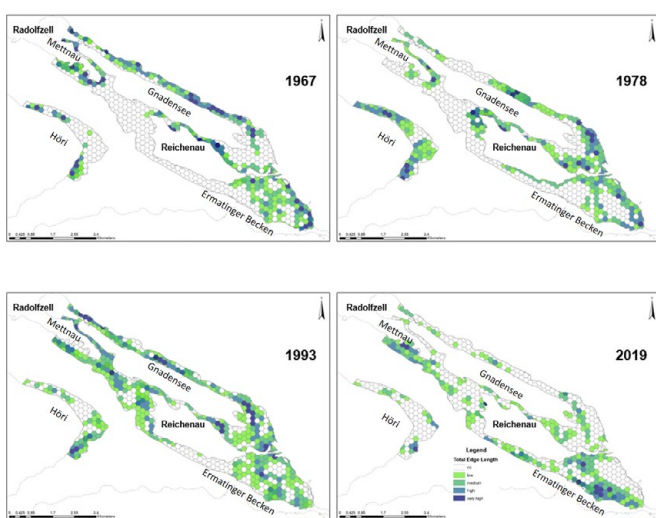 Radolfzell
Mettnau
1967
Gnadensee
Höri
Reichenau
Ermatinger Becken
Radolfzell
Mettnau
1978
Gnadensee
Höri
Reichenau
Ermatinger Becken
Radolfzell
Mettnau
1993
Gnadensee
Höri
Reichenau
Ermatinger Becken
Radolfzell
Mettnau
2019
Gnadensee
Höri
Reichenau
Legend
Total Edge Length
no
low
medium
high
very high
Ermatinger Becken